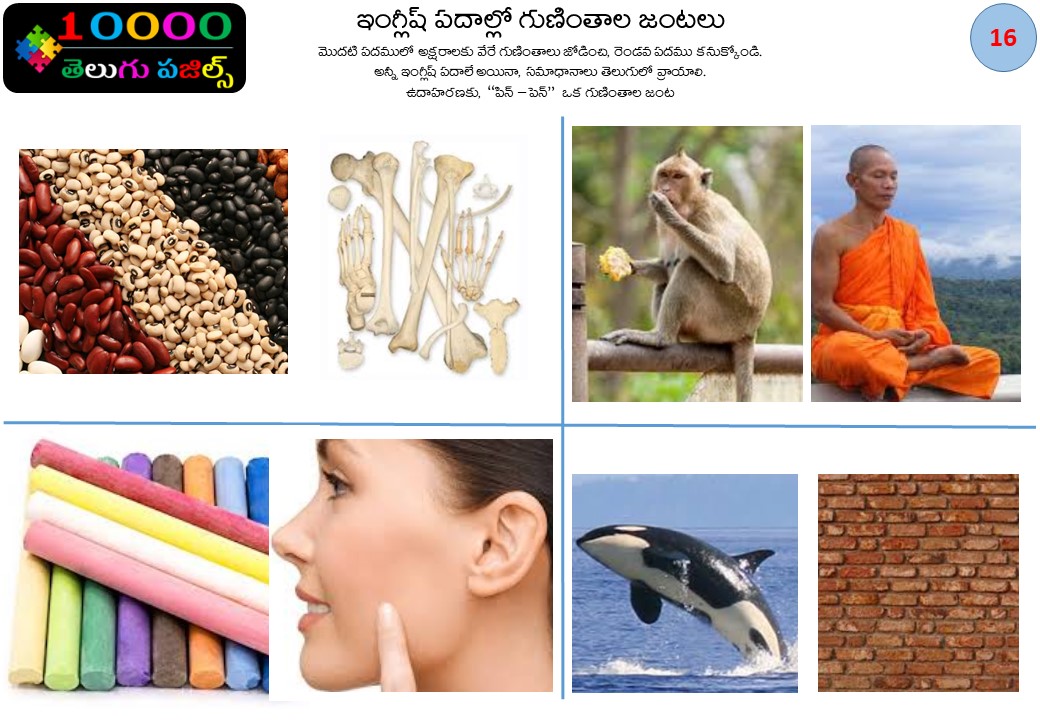 10000
తెలుగు పజిల్స్
ఇంగ్లీష్ పదాల్లో గుణింతాల జంటలు
మొదటి పదములో అక్షరాలకు వేరే గుణింతాలు జోడించి, రెండవ పదము కనుక్కోండి.
అన్నీ ఇంగ్లీష్ పదాలే అయినా, సమాధానాలు తెలుగులో వ్రాయాలి.
ఉదాహరణకు, “పిన్ – పెన్” ఒక గుణింతాల జంట
16